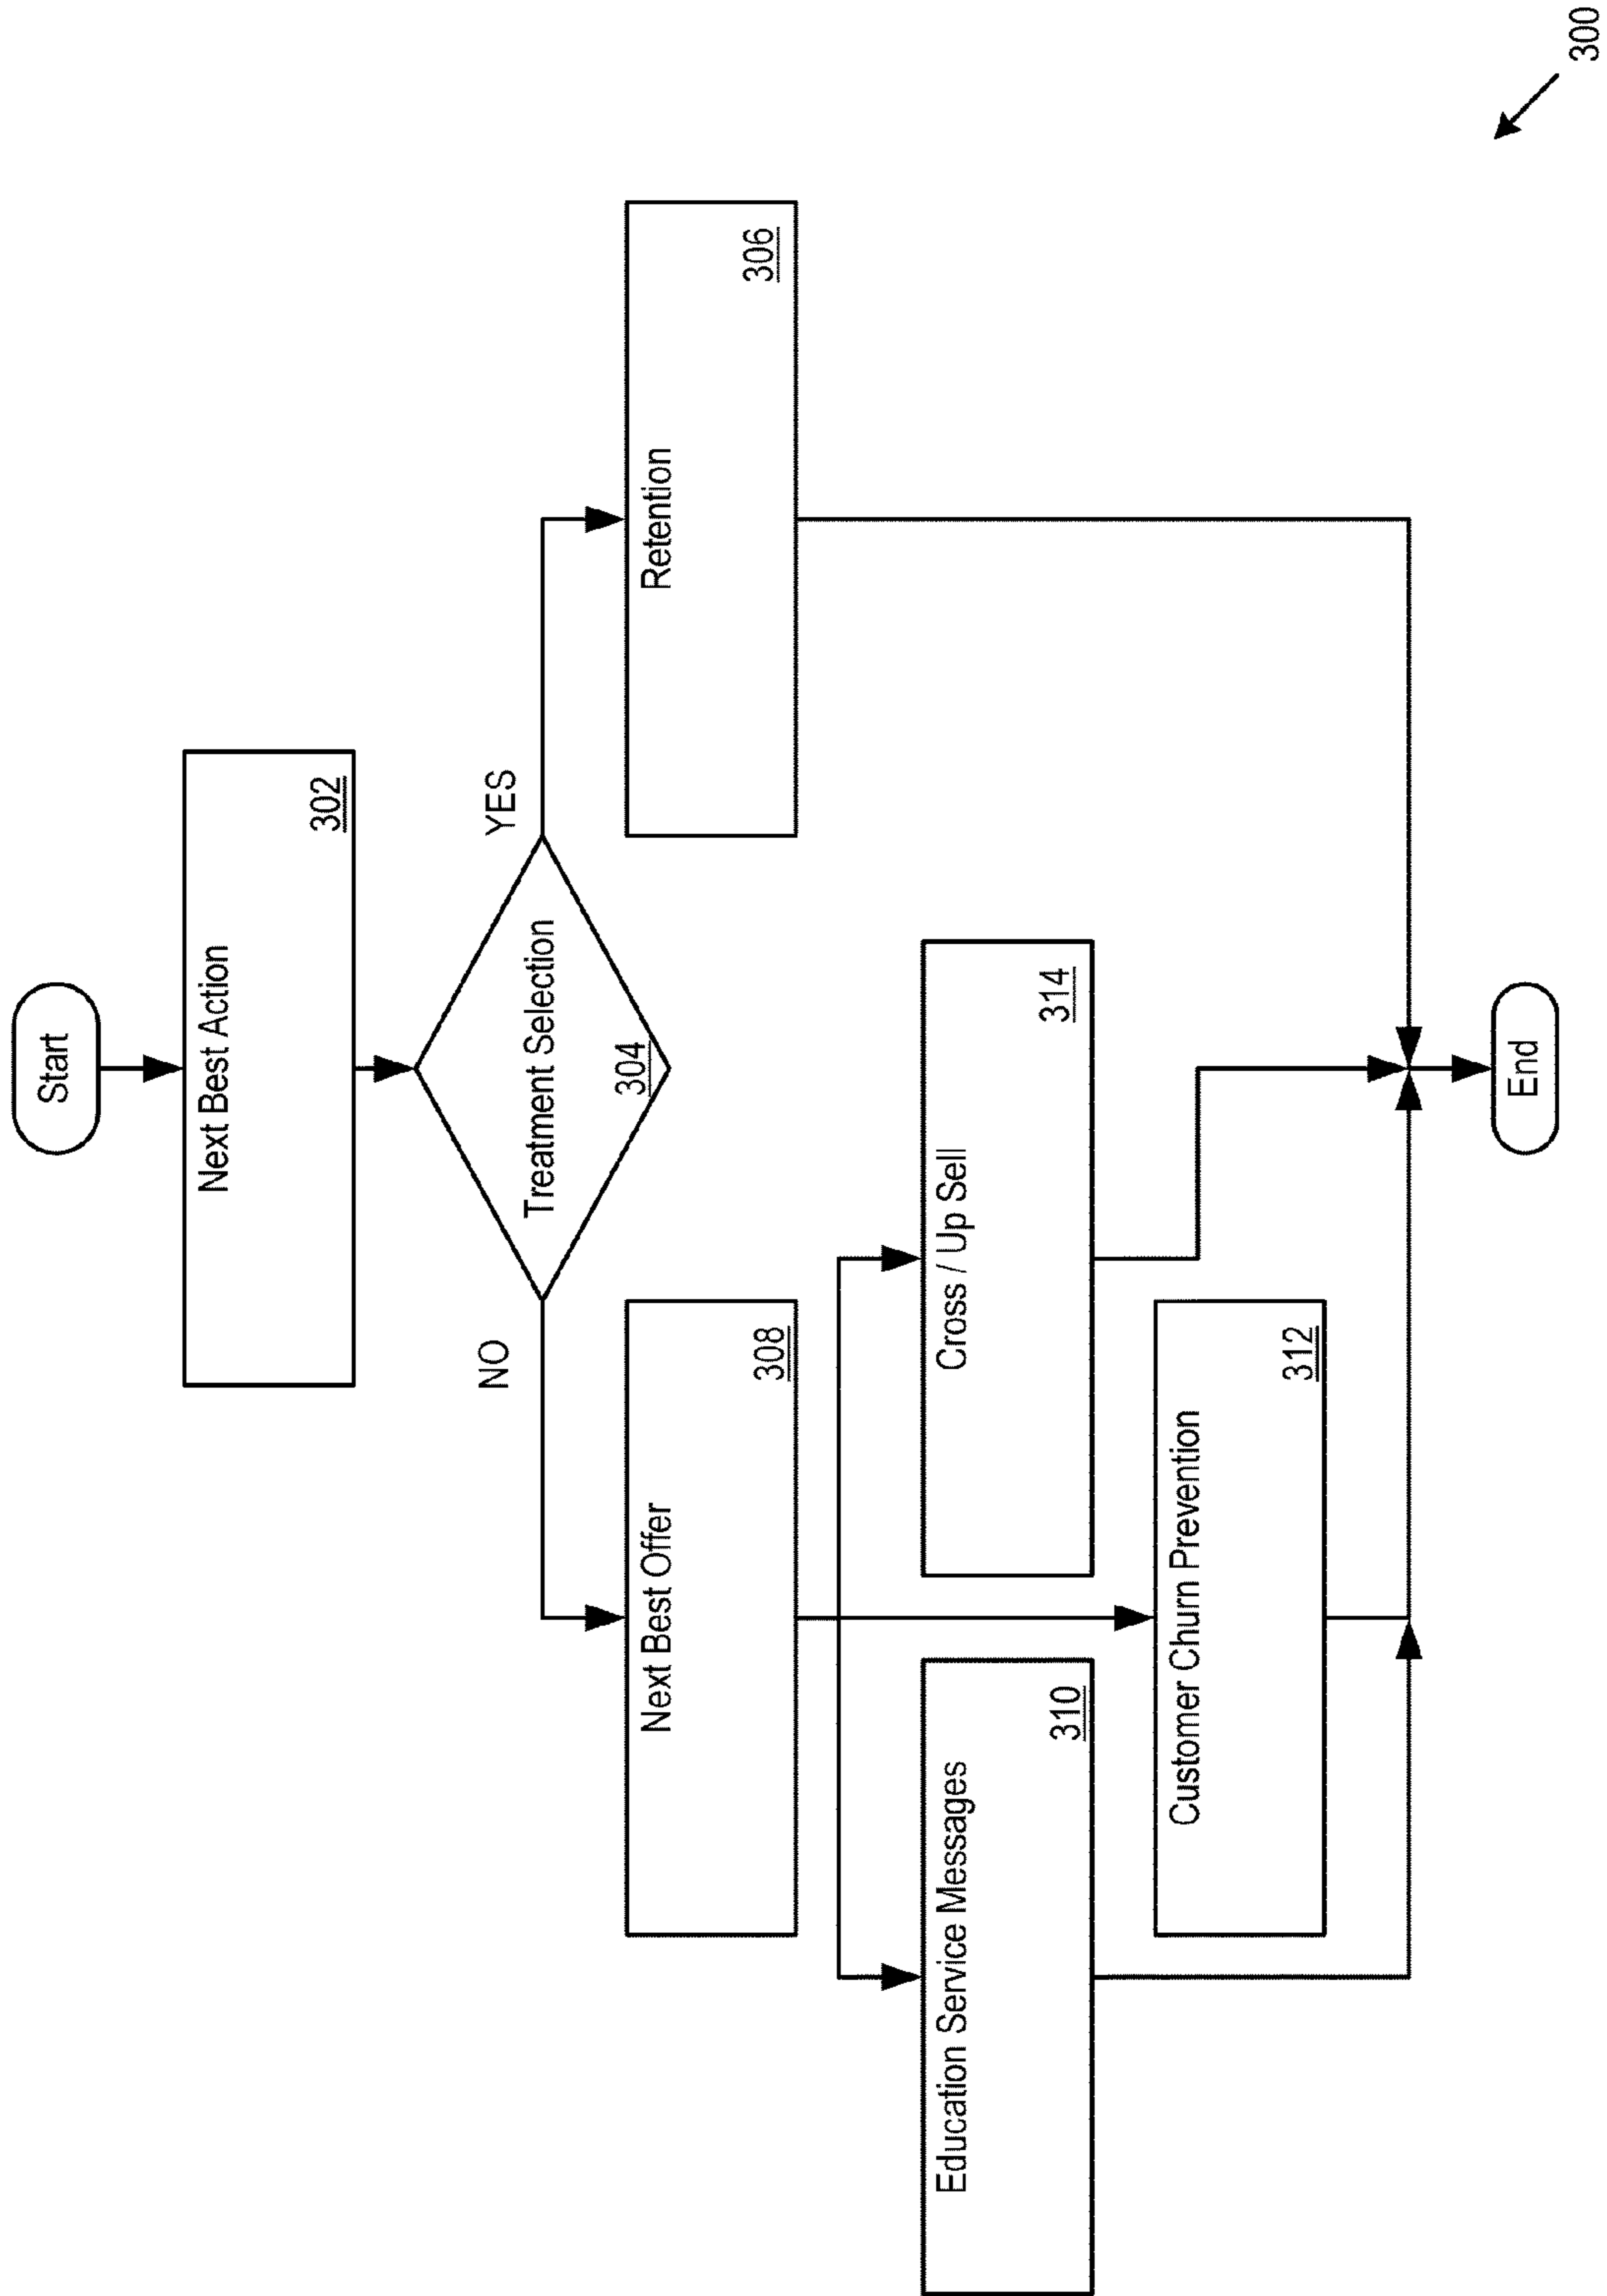 Start
Next Best Action
302
Treatment Selection
304
NO
YES
Next Best Offer
308
Retention
306
Education Service Messages
310
Cross / Up Sell
314
Customer Churn Prevention
312
End
300